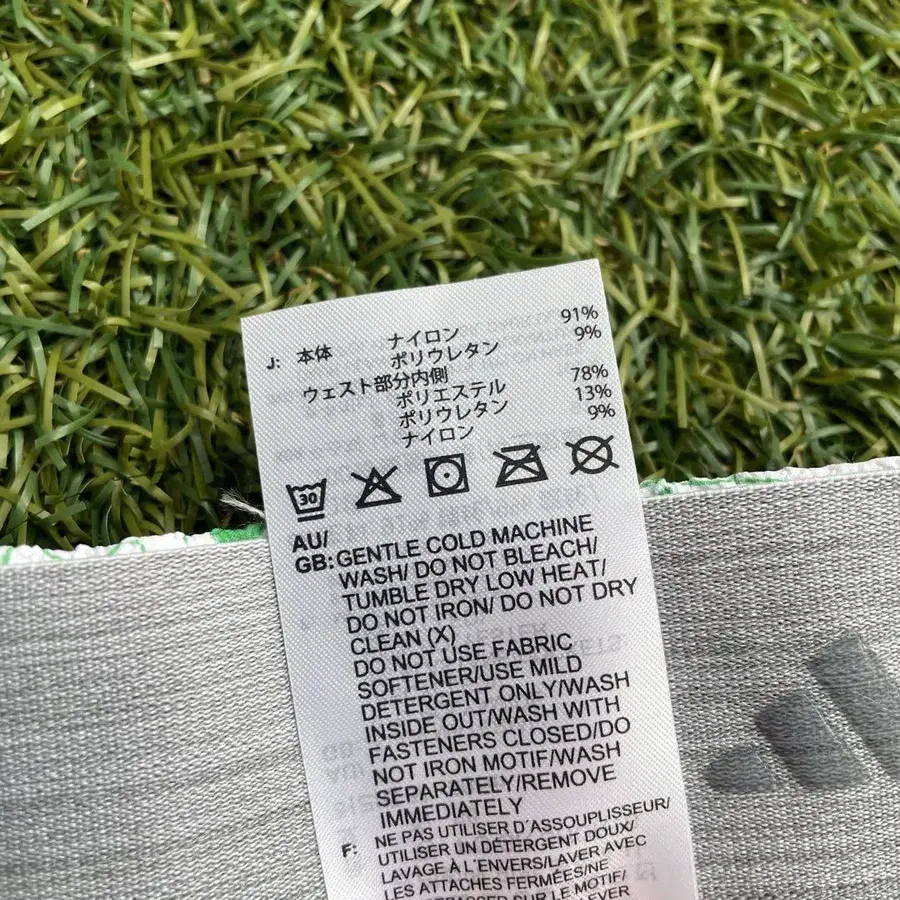 J: 本体 ナイロン 91%
ポリウレタン 9%
ウェスト部分内側
ポリエステル 78%
ポリウレタン 13%
ナイロン 9%
30
AU/
GB: GENTLE COLD MACHINE
WASH/ DO NOT BLEACH/
TUMBLE DRY LOW HEAT/
DO NOT IRON/ DO NOT DRY
CLEAN (X)
DO NOT USE FABRIC
SOFTENER/USE MILD
DETERGENT ONLY/WASH
INSIDE OUT/WASH WITH
FASTENERS CLOSED/DO
NOT IRON MOTIF/WASH
SEPARATELY/REMOVE
IMMEDIATELY
F: NE PAS UTILISER D´ASSOUPLISSEUR/
UTILISER UN DÉTERGENT DOUX/
LAVAGE À L´ENVERS/LAVER AVEC
LES ATTACHES FERMÉES/NE
SUR LE MOTIF/